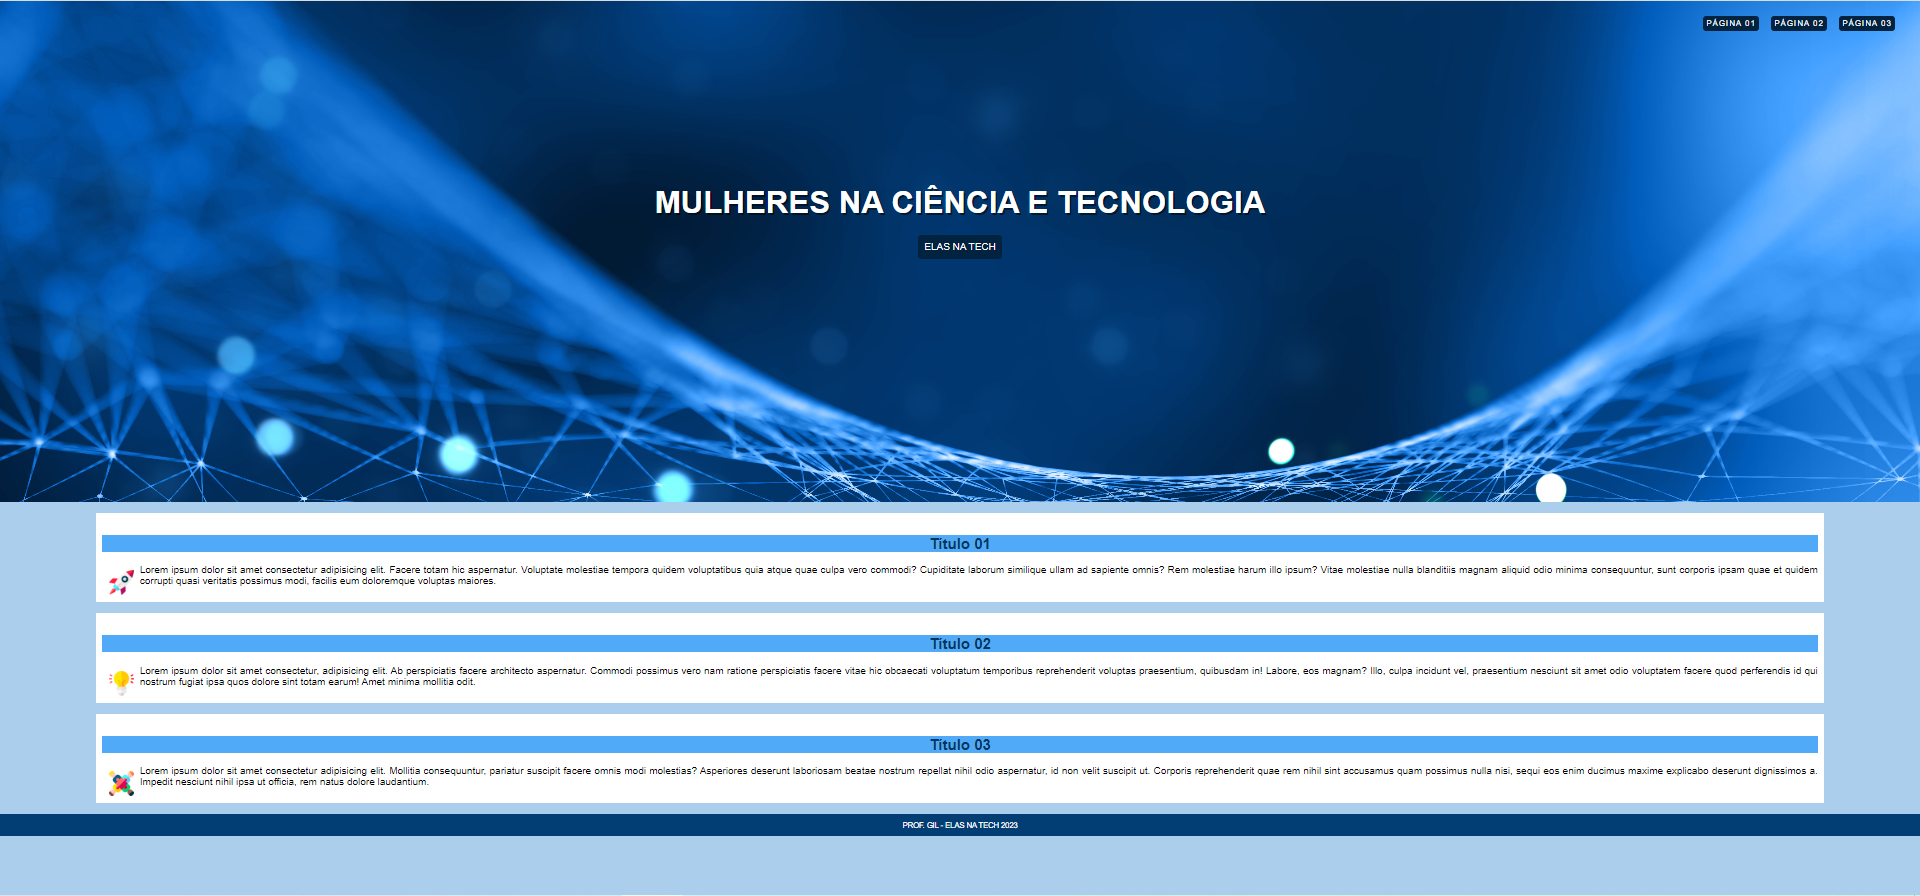 PÁGINA 01 PÁGINA 02 PÁGINA 03
MULHERES NA CIÊNCIA E TECNOLOGIA
ELAS NA TECH
Titulo 01
Lorem ipsum dolor sit amet consectetur adipisicing elit. Facere totam hic aspernatur. Voluptate molestiae tempora quidem voluptatibus quia atque quae culpa vero commodi? Cupiditate laborum similique ullam ad sapiente omnis? Rem molestiae harum illo ipsum? Vitae molestiae nulla blanditiis magnam aliquid odio minima consequuntur, sunt corporis ipsam quae et quidem
corrupti quasi veritatis possimus modi, facilis eum doloremque voluptas maiores.
Titulo 02
Lorem ipsum dolor sit amet consectetur, adipisicing elit. Ab perspiciatis facere architecto aspernatur. Commodi possimus vero nam ratione perspiciatis facere vitae hic obcaecati voluptatum temporibus reprehenderit voluptas praesentium, quibusdam in! Labore, eos magnam? Illo, culpa incidunt vel, praesentium nesciunt sit amet odio voluptatem facere quod perferendis id qui
nostrum fugiat ipsa quos dolore sint totam earum! Amet minima mollitia odit.
Titulo 03
Lorem ipsum dolor sit amet consectetur adipisicing elit. Mollitia consequuntur, pariatur suscipit facere omnis modi molestias? Asperiores deserunt laboriosam beatae nostrum repellat nihil odio aspernatur, id non velit suscipit ut. Corporis reprehenderit quae rem nihil sint accusamus quam possimus nulla nisi, sequi eos enim ducimus maxime explicabo deserunt dignissimos a.
Impedit nesciunt nihil ipsa ut officia, rem natus dolore laudantium.
PROF. GIL - ELAS NA TECH 2023